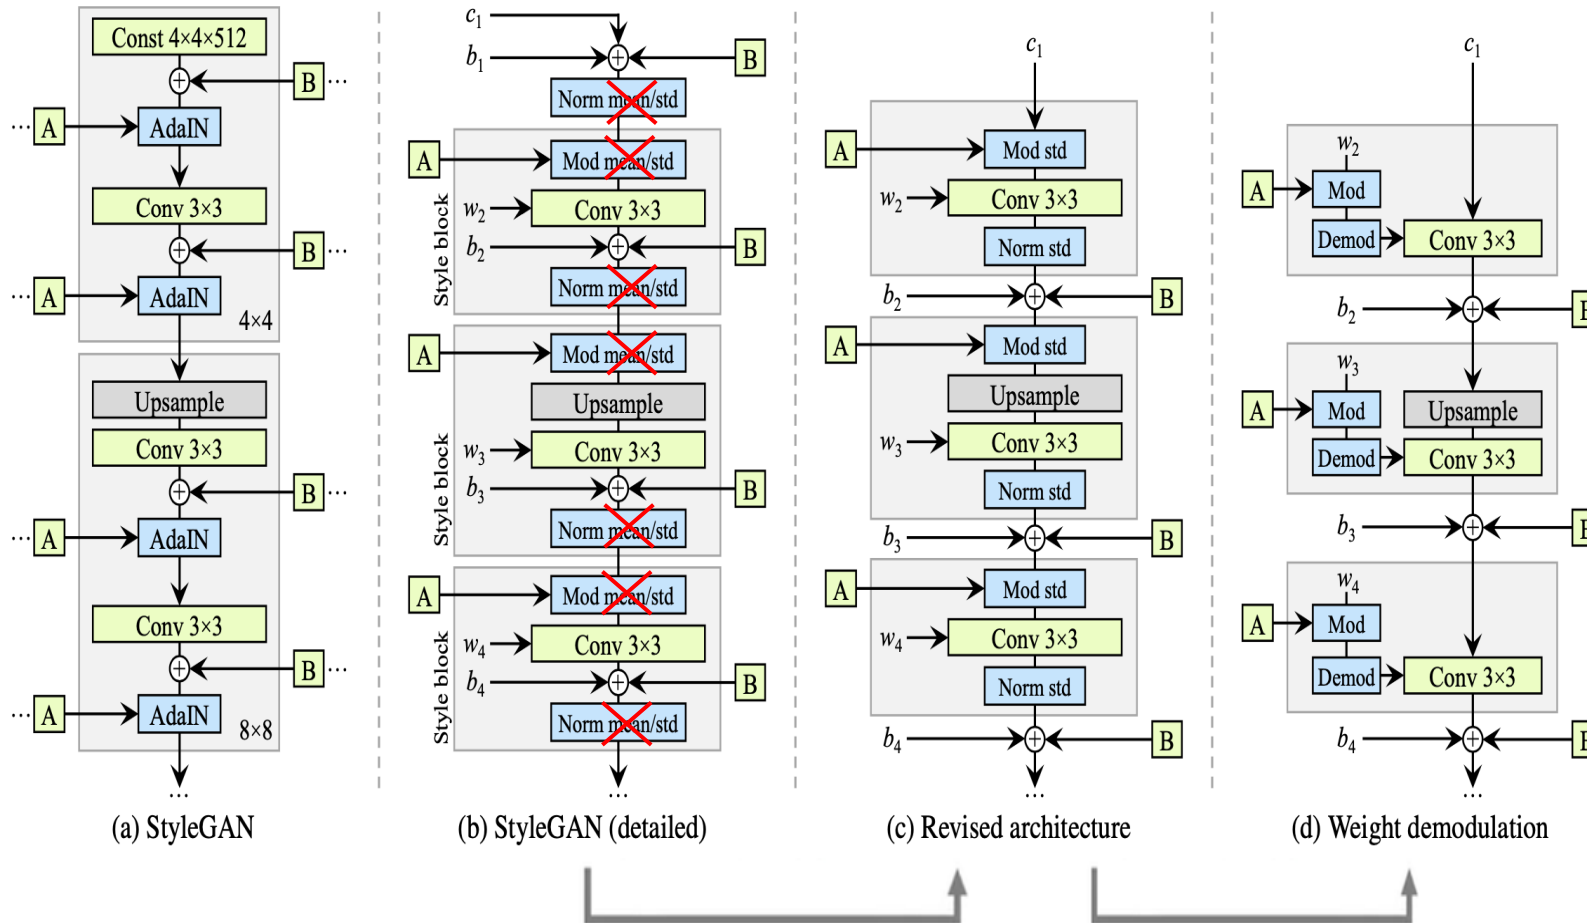 Const 4×4×512
+
B ...
... A
AdaIN
Conv 3×3
+
B ...
... A
AdaIN
4×4
Upsample
Conv 3×3
+
B ...
... A
AdaIN
Conv 3×3
+
B ...
... A
AdaIN
8×8
...
(a) StyleGAN
c1
b1
+
B
Norm mean/std
Style block
A
Mod mean/std
w2
Conv 3×3
b2
+
B
Norm mean/std
Style block
A
Mod mean/std
Upsample
w3
Conv 3×3
b3
+
B
Norm mean/std
Style block
A
Mod mean/std
w4
Conv 3×3
b4
+
B
Norm mean/std
...
(b) StyleGAN (detailed)
c1
A
Mod std
w2
Conv 3×3
Norm std
b2
+
B
A
Mod std
Upsample
w3
Conv 3×3
Norm std
b3
+
B
A
Mod std
w4
Conv 3×3
Norm std
b4
+
B
...
(c) Revised architecture
c1
w2
A
Mod
Demod
Conv 3×3
b2
+
B
w3
A
Mod
Upsample
Demod
Conv 3×3
b3
+
B
w4
A
Mod
Demod
Conv 3×3
b4
+
B
...
(d) Weight demodulation